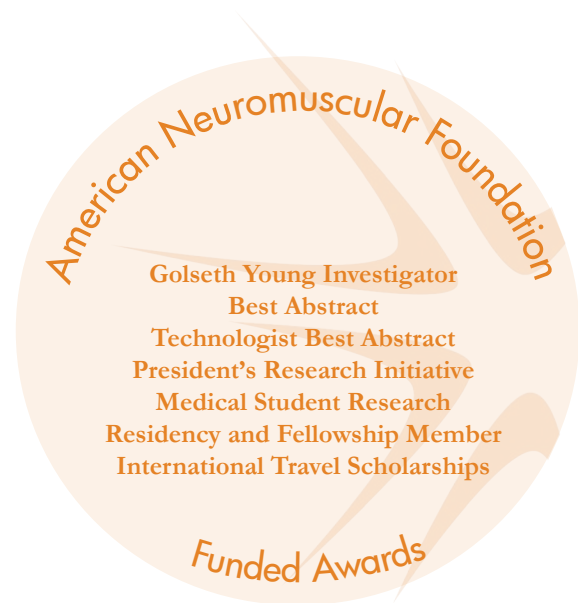 American Neuromuscular Foundation
Golseth Young Investigator
Best Abstract
Technologist Best Abstract
President’s Research Initiative
Medical Student Research
Residency and Fellowship Member
International Travel Scholarships
Funded Awards